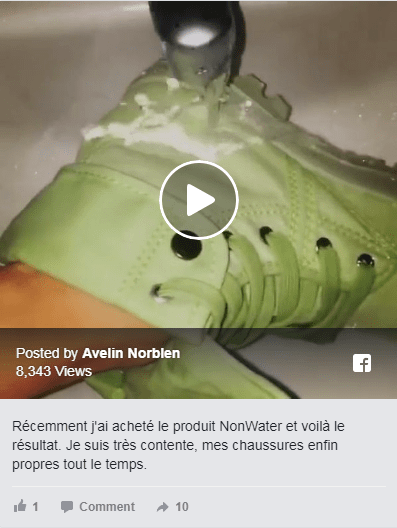 Posted by Avelin Norblen
8,343 Views
Récemment j'ai acheté le produit NonWater et voilà le
résultat. Je suis très contente, mes chaussures enfin
propres tout le temps.
1 Comment 10